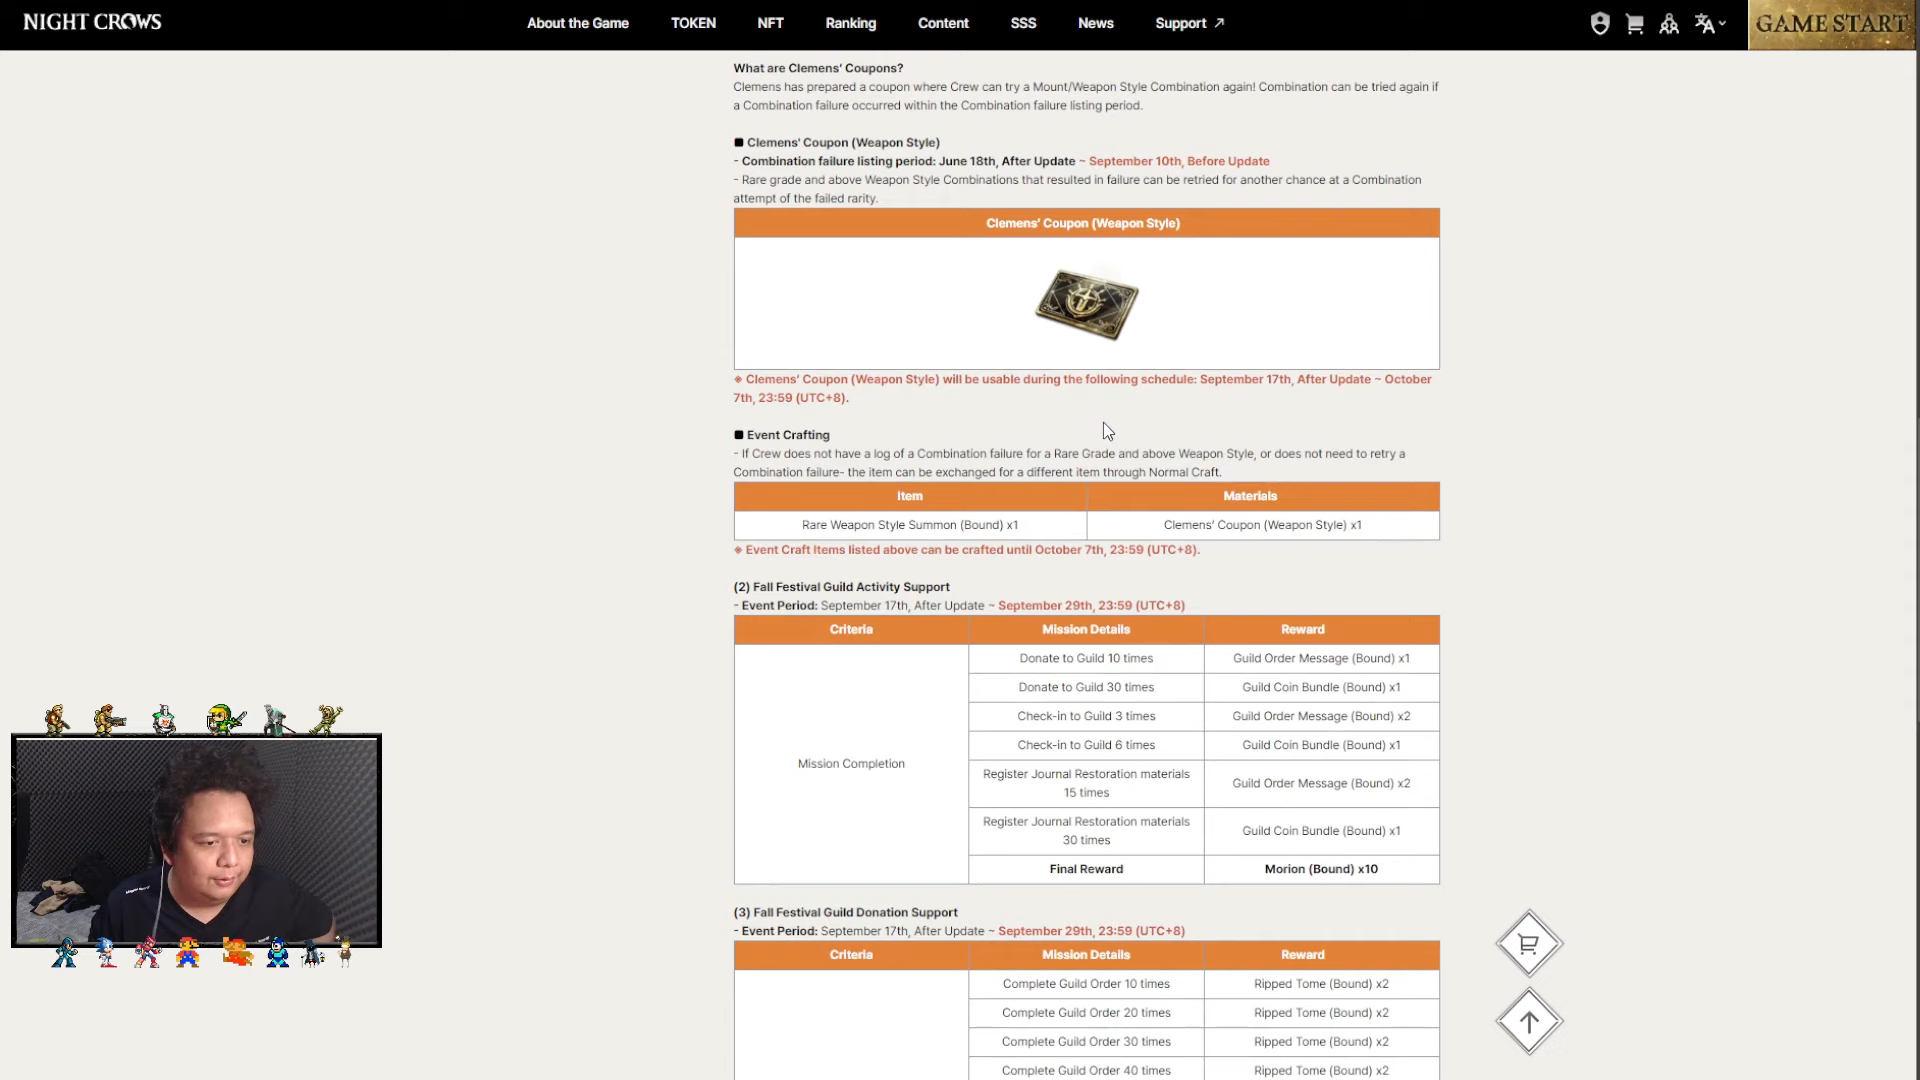 NIGHT CROWS
About the Game
TOKEN
NFT
Ranking
Content
SSS
News
Support
GAME START
What are Clemens' Coupons?
Clemens has prepared a coupon where Crew can try a Mount/Weapon Style Combination again! Combination can be tried again if
a Combination failure occurred within the Combination failure listing period.
■ Clemens' Coupon (Weapon Style)
- Combination failure listing period: June 18th, After Update ~ September 10th, Before Update
- Rare grade and above Weapon Style Combinations that resulted in failure can be retried for another chance at a Combination
attempt of the failed rarity.
Clemens' Coupon (Weapon Style)
※ Clemens' Coupon (Weapon Style) will be usable during the following schedule: September 17th, After Update ~ October
7th, 23:59 (UTC+8).
■ Event Crafting
- If Crew does not have a log of a Combination failure for a Rare Grade and above Weapon Style, or does not need to retry a
Combination failure- the item can be exchanged for a different item through Normal Craft.
Item
Materials
Rare Weapon Style Summon (Bound) x1
Clemens' Coupon (Weapon Style) x1
※ Event Craft Items listed above can be crafted until October 7th, 23:59 (UTC+8).
(2) Fall Festival Guild Activity Support
- Event Period: September 17th, After Update ~ September 29th, 23:59 (UTC+8)
Criteria
Mission Details
Reward
Mission Completion
Donate to Guild 10 times
Guild Order Message (Bound) x1
Donate to Guild 30 times
Guild Coin Bundle (Bound) x1
Check-in to Guild 3 times
Guild Order Message (Bound) x2
Check-in to Guild 6 times
Guild Coin Bundle (Bound) x1
Register Journal Restoration materials
15 times
Guild Order Message (Bound) x2
Register Journal Restoration materials
30 times
Guild Coin Bundle (Bound) x1
Final Reward
Morion (Bound) x10
(3) Fall Festival Guild Donation Support
- Event Period: September 17th, After Update ~ September 29th, 23:59 (UTC+8)
Criteria
Mission Details
Reward
Complete Guild Order 10 times
Ripped Tome (Bound) x2
Complete Guild Order 20 times
Ripped Tome (Bound) x2
Complete Guild Order 30 times
Ripped Tome (Bound) x2
Complete Guild Order 40 times
Ripped Tome (Bound) x2